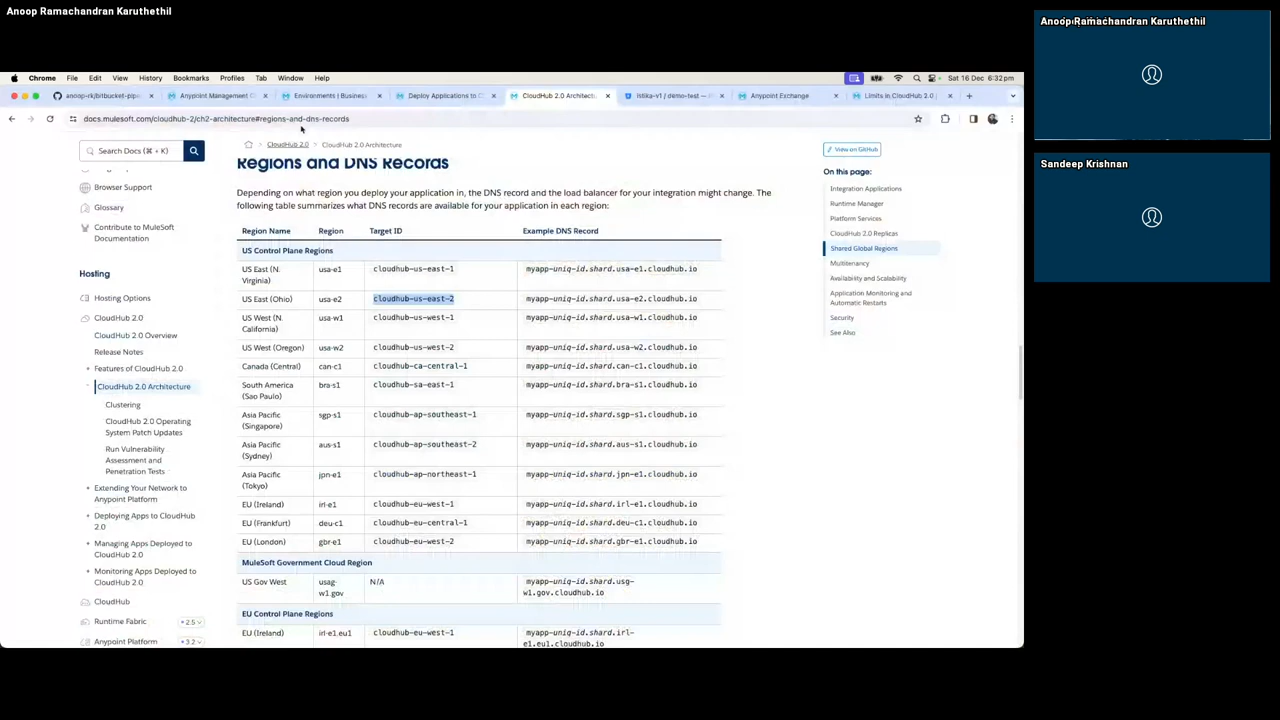 Anoop Ramachandran Karuthethil
Anoop Ramachandran Karuthethil
Sandeep Krishnan
Chrome File Edit View History Bookmarks Profiles Tab Window Help
Sat 16 Dec 6:32pm
anoop-rk/bitbucket-pipe
Anypoint Management C
Environments | Business
Deploy Applications to C
CloudHub 2.0 Architectu
istika-v1 / demo-test —
Anypoint Exchange
Limits in CloudHub 2.0 |
docs.mulesoft.com/cloudhub-2/ch2-architecture#regions-and-dns-records
Search Docs (⌘ + K)
Browser Support
Glossary
Contribute to MuleSoft
Documentation
Hosting
Hosting Options
CloudHub 2.0
CloudHub 2.0 Overview
Release Notes
Features of CloudHub 2.0
CloudHub 2.0 Architecture
Clustering
CloudHub 2.0 Operating
System Patch Updates
Run Vulnerability
Assessment and
Penetration Tests
Extending Your Network to
Anypoint Platform
Deploying Apps to CloudHub
2.0
Managing Apps Deployed to
CloudHub 2.0
Monitoring Apps Deployed to
CloudHub 2.0
CloudHub
Runtime Fabric 2.5
Anypoint Platform 3.2
CloudHub 2.0 > CloudHub 2.0 Architecture
Regions and DNS Records
Depending on what region you deploy your application in, the DNS record and the load balancer for your integration might change. The
following table summarizes what DNS records are available for your application in each region:
Region Name Region Target ID Example DNS Record
US Control Plane Regions
US East (N. usa-e1 cloudhub-us-east-1 myapp-uniq-id.shard.usa-e1.cloudhub.io
Virginia)
US East (Ohio) usa-e2 cloudhub-us-east-2 myapp-uniq-id.shard.usa-e2.cloudhub.io
US West (N. usa-w1 cloudhub-us-west-1 myapp-uniq-id.shard.usa-w1.cloudhub.io
California)
US West (Oregon) usa-w2 cloudhub-us-west-2 myapp-uniq-id.shard.usa-w2.cloudhub.io
Canada (Central) can-c1 cloudhub-ca-central-1 myapp-uniq-id.shard.can-c1.cloudhub.io
South America bra-s1 cloudhub-sa-east-1 myapp-uniq-id.shard.bra-s1.cloudhub.io
(Sao Paulo)
Asia Pacific sgp-s1 cloudhub-ap-southeast-1 myapp-uniq-id.shard.sgp-s1.cloudhub.io
(Singapore)
Asia Pacific aus-s1 cloudhub-ap-southeast-2 myapp-uniq-id.shard.aus-s1.cloudhub.io
(Sydney)
Asia Pacific jpn-e1 cloudhub-ap-northeast-1 myapp-uniq-id.shard.jpn-e1.cloudhub.io
(Tokyo)
EU (Ireland) irl-e1 cloudhub-eu-west-1 myapp-uniq-id.shard.irl-e1.cloudhub.io
EU (Frankfurt) deu-c1 cloudhub-eu-central-1 myapp-uniq-id.shard.deu-c1.cloudhub.io
EU (London) gbr-e1 cloudhub-eu-west-2 myapp-uniq-id.shard.gbr-e1.cloudhub.io
MuleSoft Government Cloud Region
US Gov West usag- N/A myapp-uniq-id.shard.usg-
w1.gov w1.gov.cloudhub.io
EU Control Plane Regions
EU (Ireland) irl-e1.eu1 cloudhub-eu-west-1 myapp-uniq-id.shard.irl-
e1.eu1.cloudhub.io
View on GitHub
On this page:
Integration Applications
Runtime Manager
Platform Services
CloudHub 2.0 Replicas
Shared Global Regions
Multitenancy
Availability and Scalability
Application Monitoring and
Automatic Restarts
Security
See Also